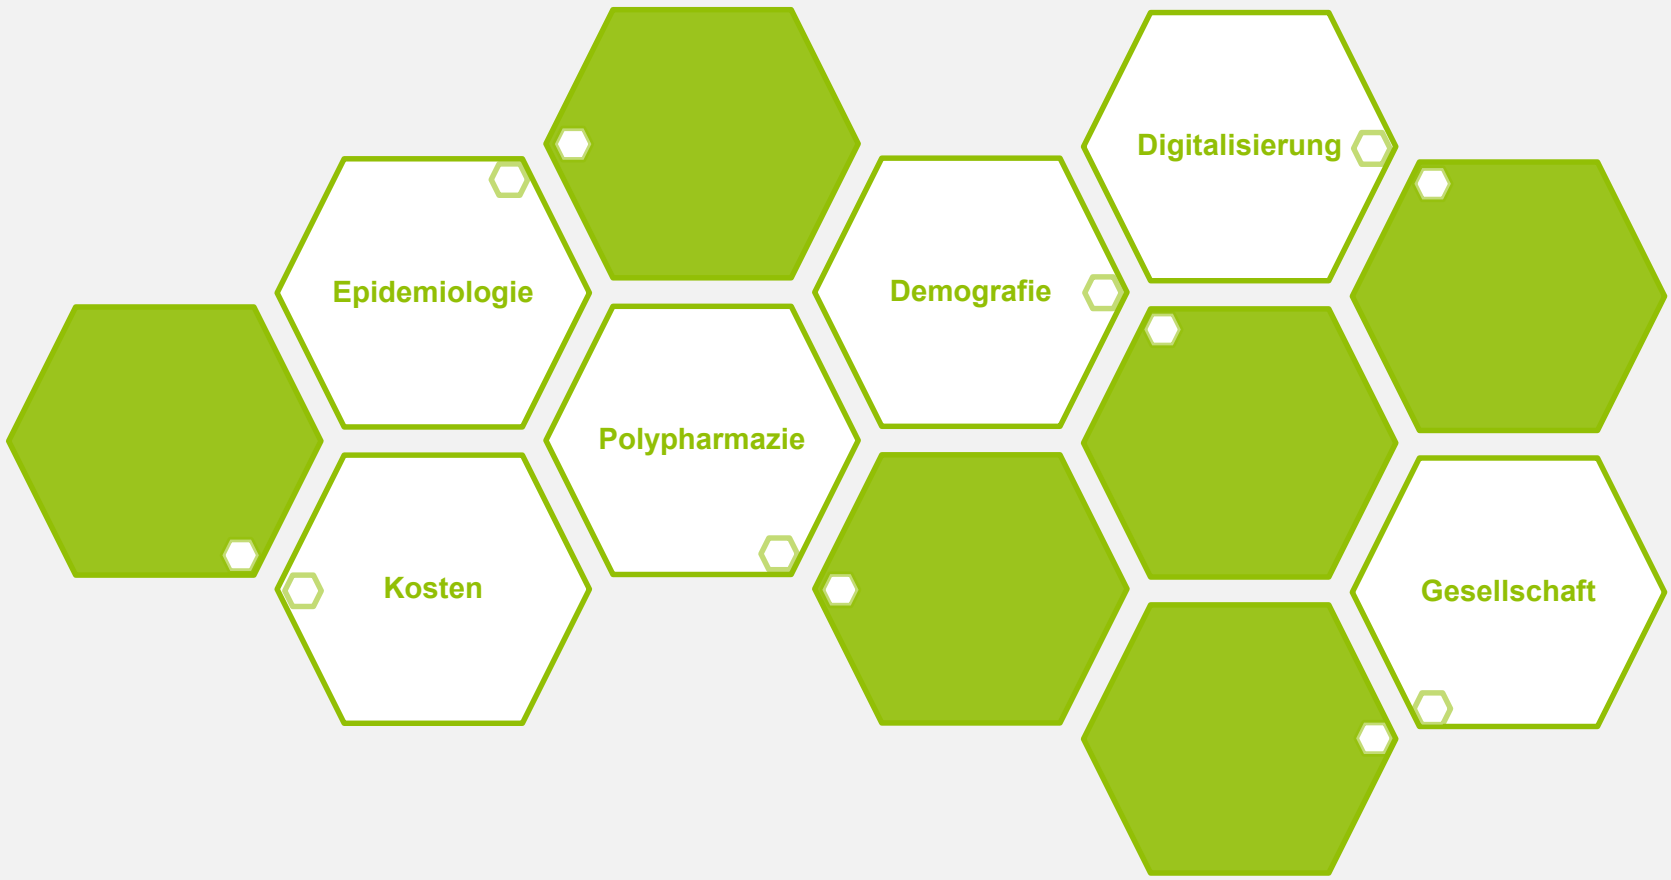 Digitalisierung
Epidemiologie
Demografie
Polypharmazie
Kosten
Gesellschaft